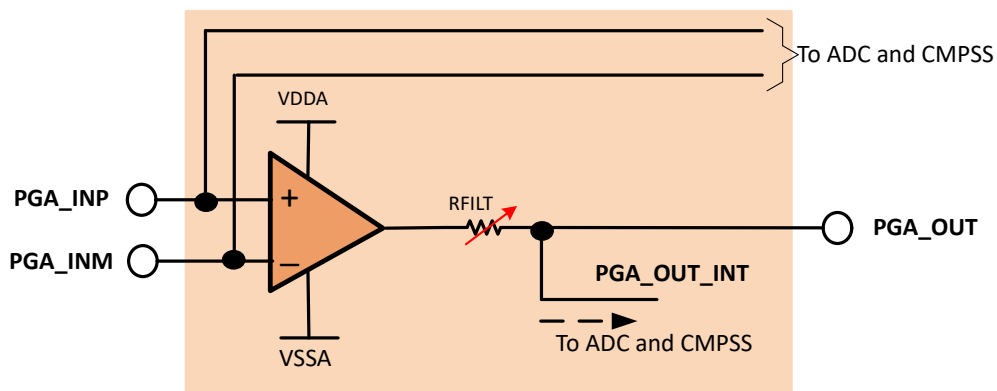 To ADC and CMPSS
VDDA
PGA_INP
+
RFILT
PGA_OUT
PGA_INM
−
PGA_OUT_INT
To ADC and CMPSS
VSSA